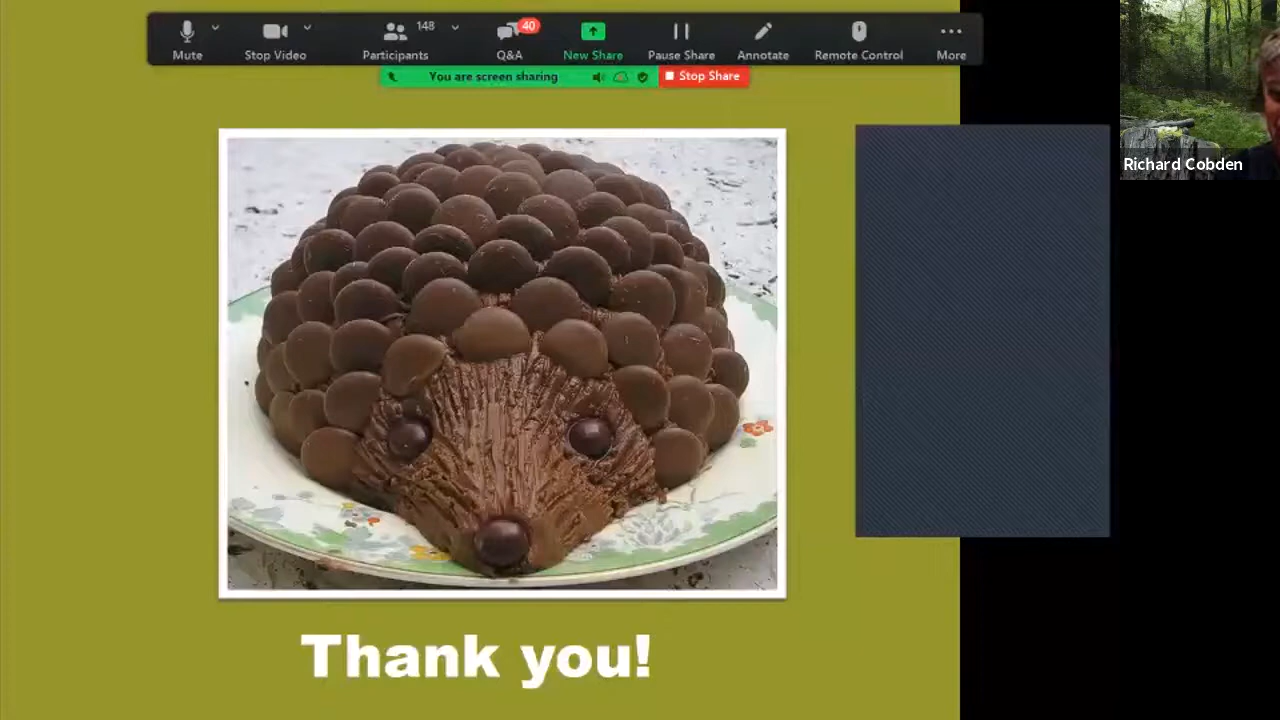 148
40
Mute
Stop Video
Participants
Q&A
New Share
Pause Share
Annotate
Remote Control
More
You are screen sharing
Stop Share
Richard Cobden
Thank you!